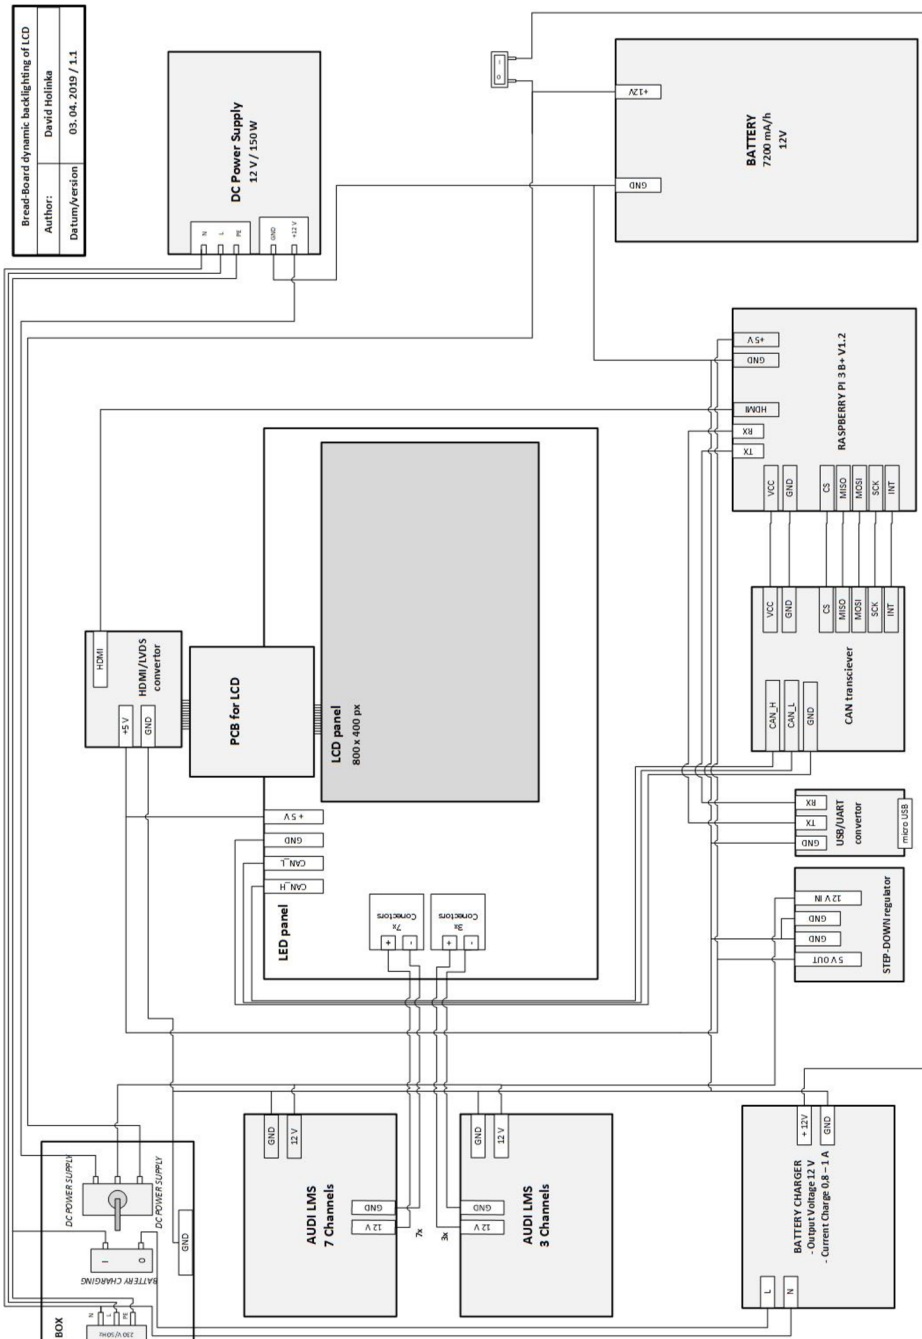 Bread-Board dynamic backlighting of LCD
Author:
David Holinka
Datum/version
03. 04. 2019 / 1.1
DC Power Supply
12 V / 150 W
N
L
PE
GND
+12 V
O
I
BATTERY
7200 mA/h
12V
+12V
GND
RASPBERRY PI 3 B+ V1.2
+5 V
GND
HDMI
RX
TX
VCC
GND
CS
MISO
MOSI
SCK
INT
CAN transciever
VCC
GND
CS
MISO
MOSI
SCK
INT
CAN_H
CAN_L
GND
HDMI/LVDS
convertor
HDMI
+5 V
GND
PCB for LCD
LCD panel
800 x 400 px
LED panel
+ 5 V
GND
CAN_L
CAN_H
Conectors
7x
+
-
Conectors
3x
+
-
USB/UART
convertor
micro USB
RX
TX
GND
STEP-DOWN regulator
12 V IN
GND
GND
5 V OUT
AUDI LMS
7 Channels
GND
12 V
GND
12 V
7x
AUDI LMS
3 Channels
GND
12 V
GND
12 V
3x
BATTERY CHARGER
- Output Voltage 12 V
- Current Charge 0,8 – 1 A
+ 12V
GND
L
N
BOX
DC POWER SUPPLY
DC POWER SUPPLY
BATTERY CHARGING
I
O
GND
N
L
PE
230 V/50Hz